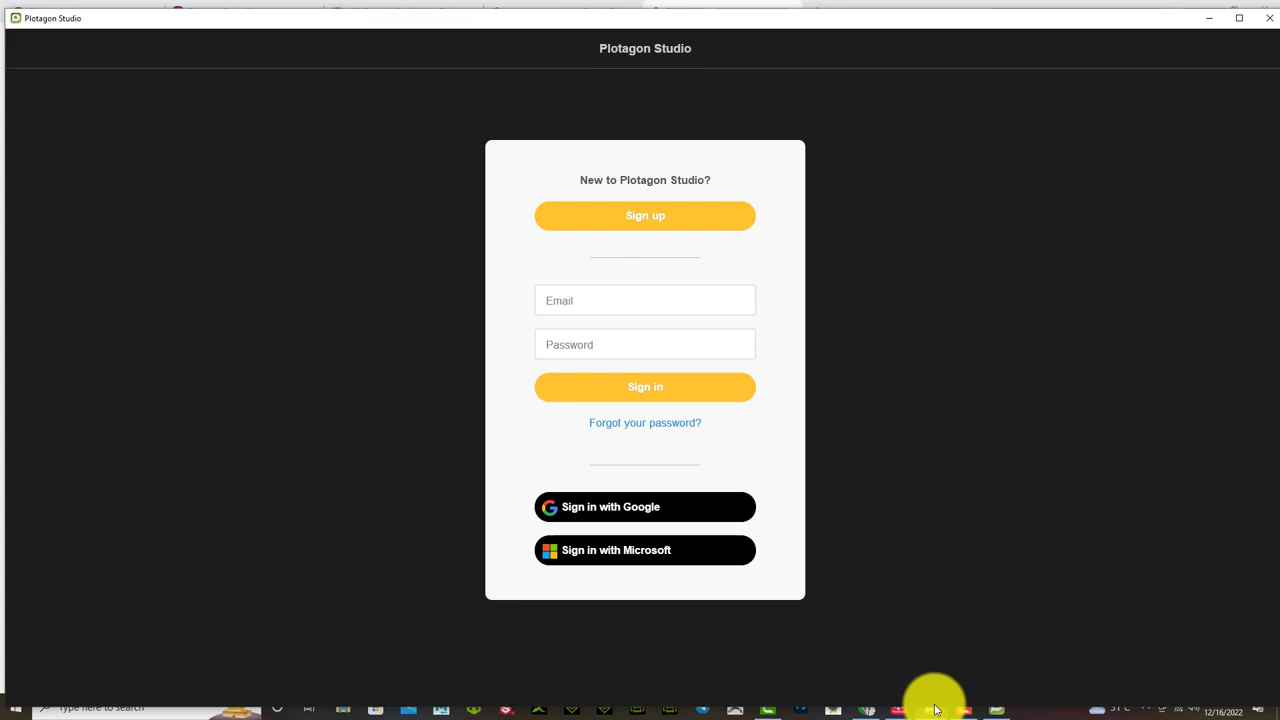 Plotagon Studio
Plotagon Studio
New to Plotagon Studio?
Sign up
Email
Password
Sign in
Forgot your password?
Sign in with Google
Sign in with Microsoft
Type here to search
31°C
12/16/2022